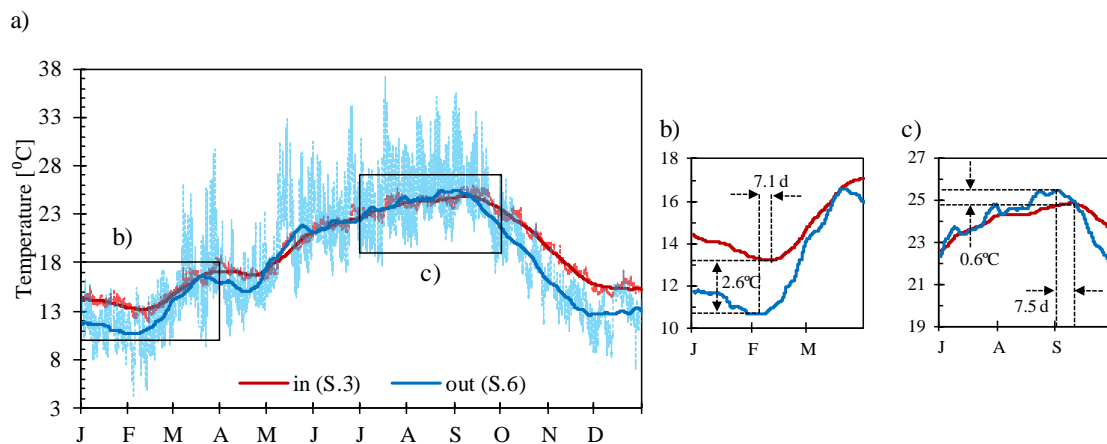 a)
Temperature [⁰C]
38
33
28
23
18
13
8
3
b)
c)
in (S.3) out (S.6)
J F M A M J J A S O N D
b)
18
16
14
12
10
7.1 d
2.6ºC
J F M
c)
27
25
23
21
19
0.6ºC
7.5 d
J A S